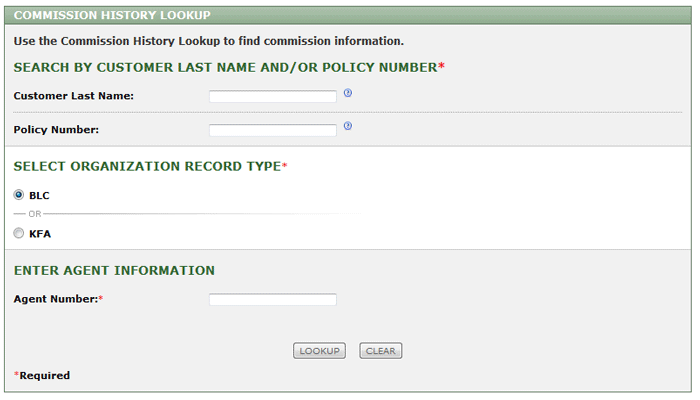 COMMISSION HISTORY LOOKUP
Use the Commission History Lookup to find commission information.
SEARCH BY CUSTOMER LAST NAME AND/OR POLICY NUMBER*
Customer Last Name: ?
Policy Number: ?
SELECT ORGANIZATION RECORD TYPE*
BLC
OR
KFA
ENTER AGENT INFORMATION
Agent Number:*
LOOKUP CLEAR
*Required